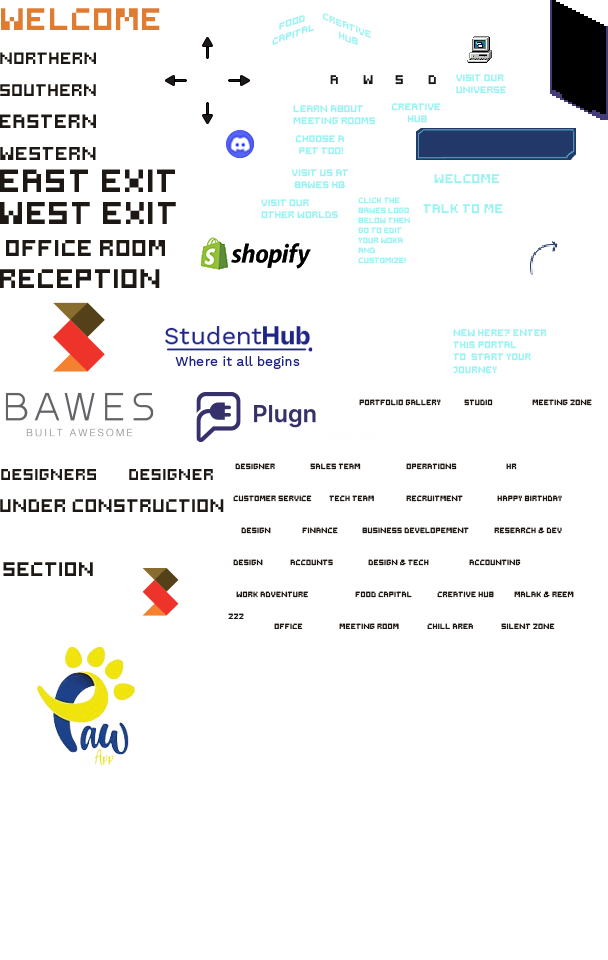 WELCOME
FOOD
CAPITAL
CREATIVE
HUB
NORTHERN
SOUTHERN
EASTERN
WESTERN
A W S D
VISIT OUR
UNIVERSE
LEARN ABOUT
MEETING ROOMS
CREATIVE
HUB
CHOOSE A
PET TOO!
VISIT US AT
BAWES HQ
WELCOME
VISIT OUR
OTHER WORLDS
CLICK THE
BAWES LOGO
BELOW THEN
GO TO EDIT
YOUR WOKA
AND
CUSTOMIZE!
TALK TO ME
EAST EXIT
WEST EXIT
OFFICE ROOM
RECEPTION
shopify
StudentHub
Where it all begins
NEW HERE? ENTER
THIS PORTAL
TO START YOUR
JOURNEY
BAWES
BUILT AWESOME
Plugn
PORTFOLIO GALLERY STUDIO MEETING ZONE
DESIGNERS DESIGNER
DESIGNER SALES TEAM OPERATIONS HR
UNDER CONSTRUCTION
CUSTOMER SERVICE TECH TEAM RECRUITMENT HAPPY BIRTHDAY
DESIGN FINANCE BUSINESS DEVELOPEMENT RESEARCH & DEV
SECTION
DESIGN ACCOUNTS DESIGN & TECH ACCOUNTING
WORK ADVENTURE FOOD CAPITAL CREATIVE HUB MALAK & REEM
ZZZ
OFFICE MEETING ROOM CHILL AREA SILENT ZONE
Paw
App